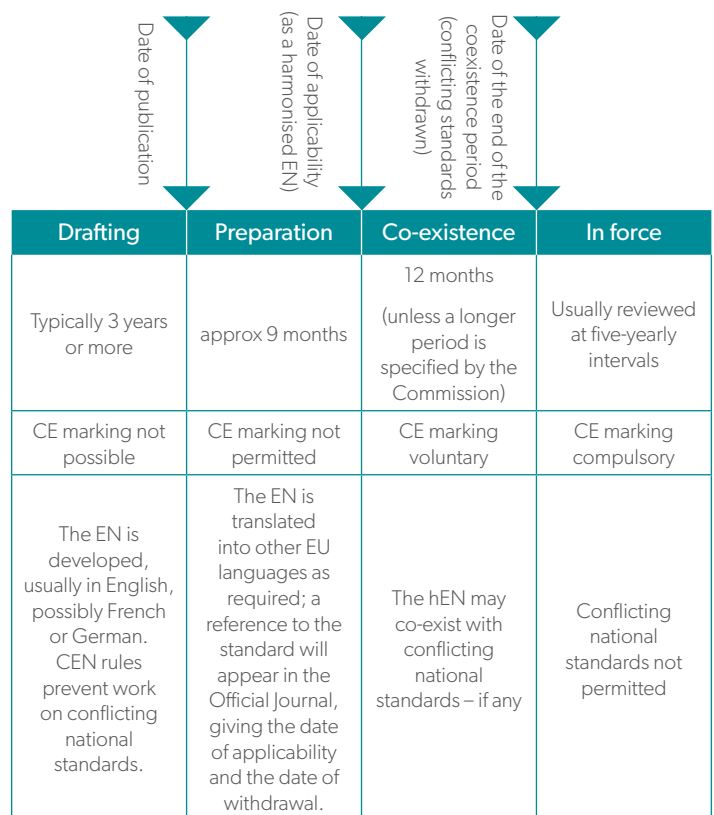 Date of publication
Date of applicability
(as a harmonised EN)
Date of the end of the
coexistence period
(conflicting standards
withdrawn)
Drafting
Preparation
Co-existence
In force
Typically 3 years
or more
approx 9 months
12 months
(unless a longer
period is
specified by the
Commission)
Usually reviewed
at five-yearly
intervals
CE marking not
possible
CE marking not
permitted
CE marking
voluntary
CE marking
compulsory
The EN is
developed,
usually in English,
possibly French
or German.
CEN rules
prevent work
on conflicting
national
standards.
The EN is
translated
into other EU
languages as
required; a
reference to the
standard will
appear in the
Official Journal,
giving the date
of applicability
and the date of
withdrawal.
The hEN may
co-exist with
conflicting
national
standards – if any
Conflicting
national
standards not
permitted